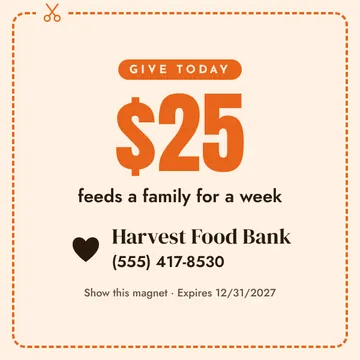 GIVE TODAY
$25
feeds a family for a week
Harvest Food Bank
(555) 417-8530
Show this magnet · Expires 12/31/2027